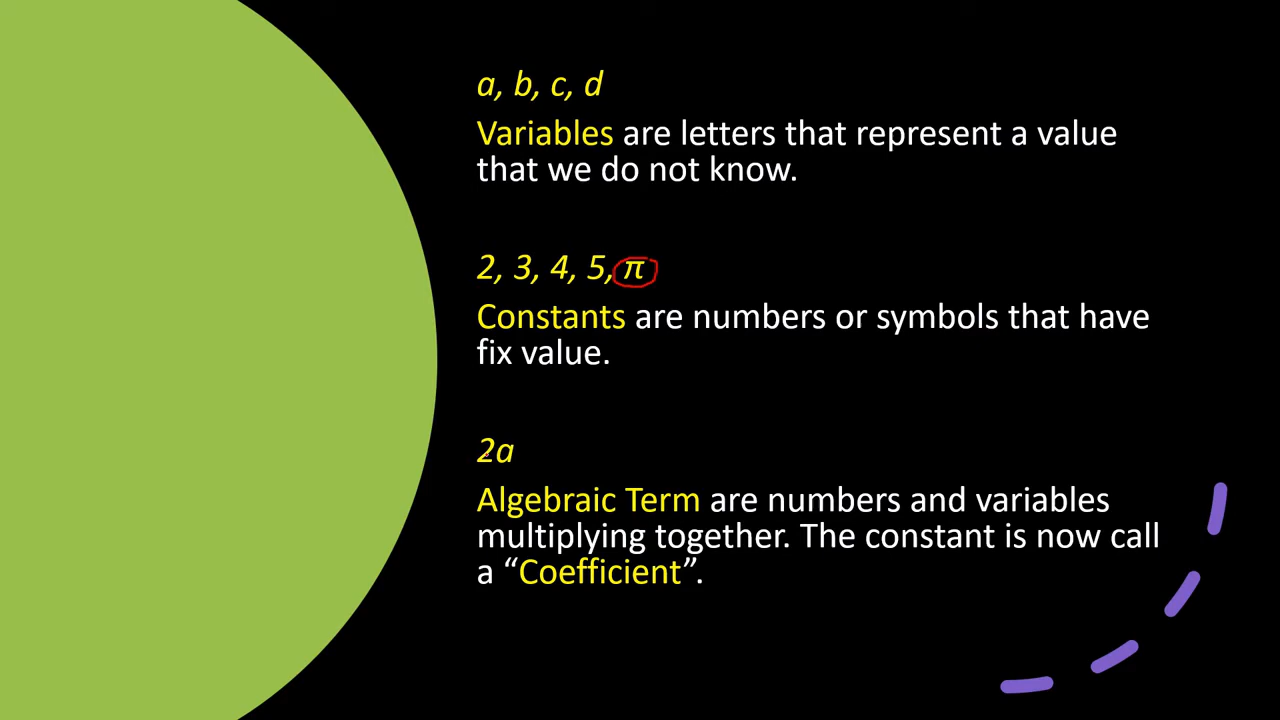 a, b, c, d
Variables are letters that represent a value
that we do not know.
2, 3, 4, 5, π
Constants are numbers or symbols that have
fix value.
2a
Algebraic Term are numbers and variables
multiplying together. The constant is now call
a “Coefficient”.